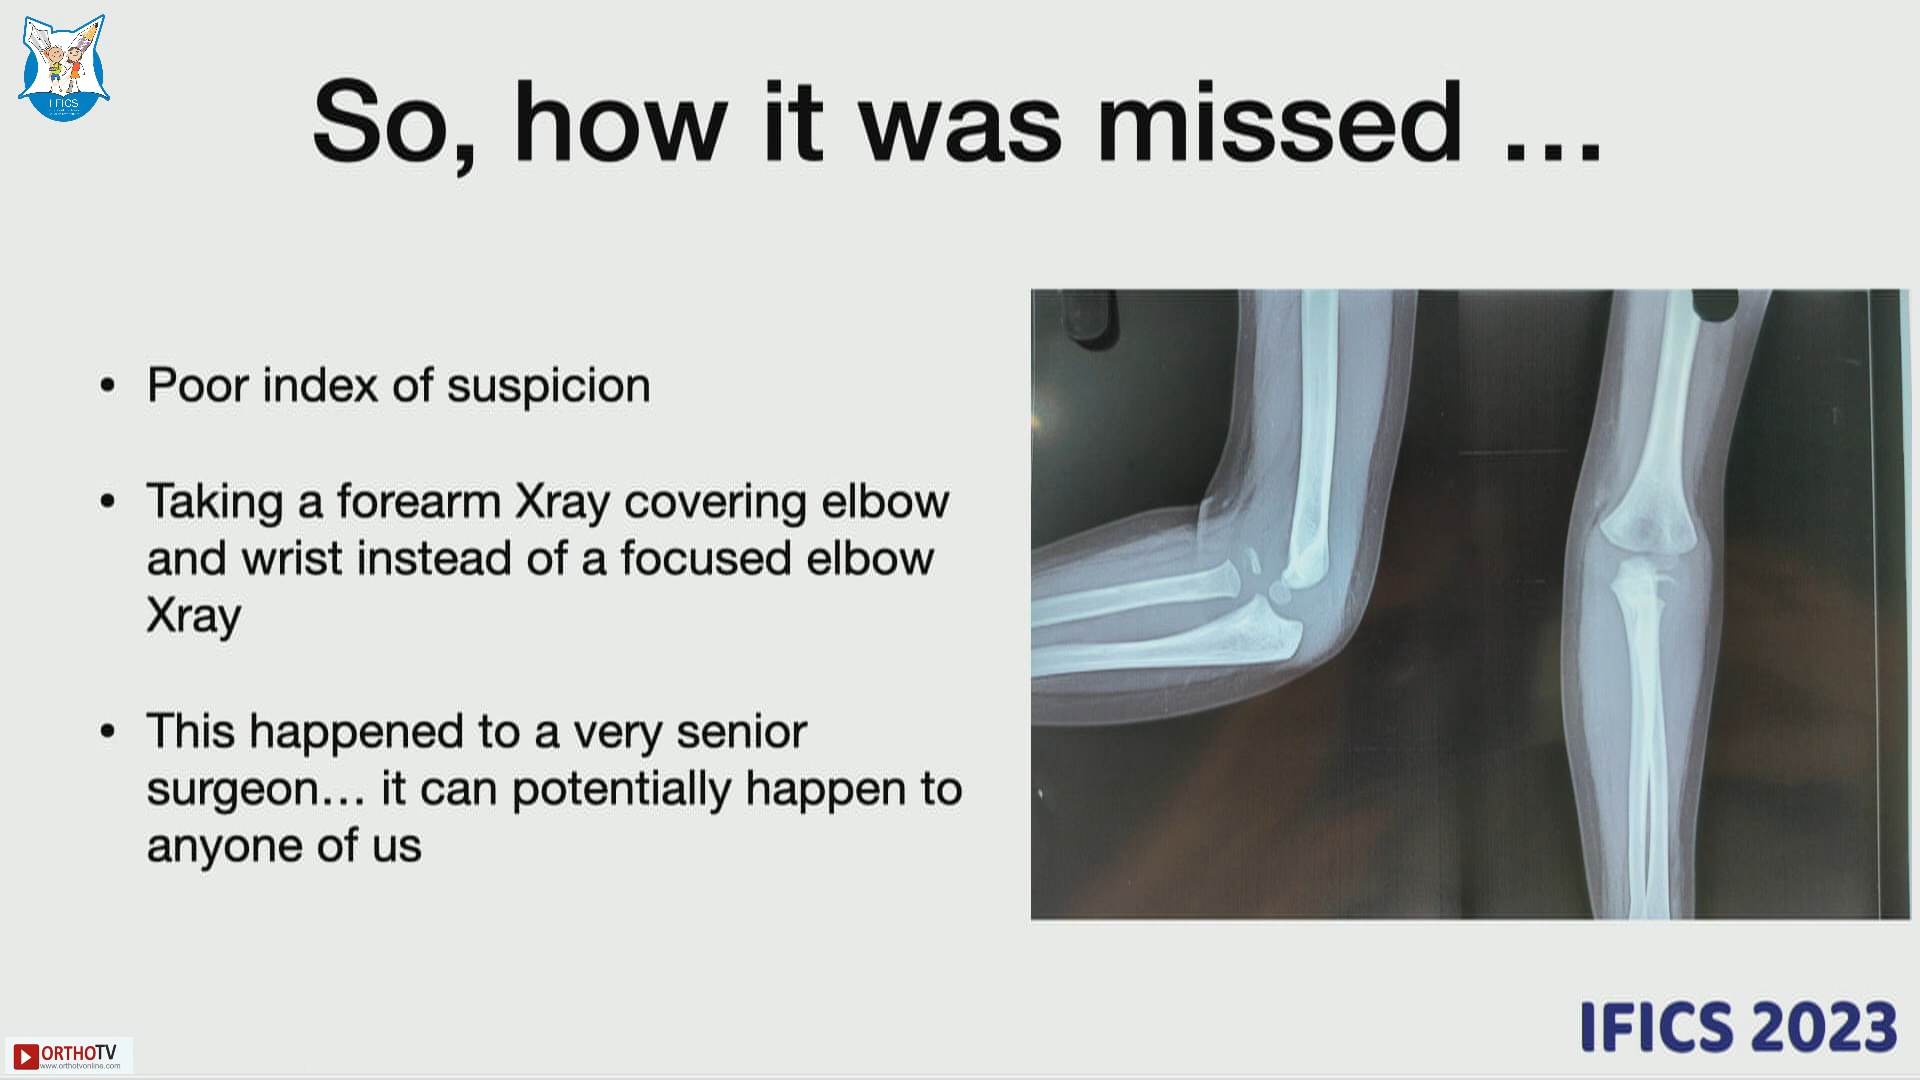 IFICS
So, how it was missed ...
• Poor index of suspicion
• Taking a forearm Xray covering elbow
and wrist instead of a focused elbow
Xray
• This happened to a very senior
surgeon... it can potentially happen to
anyone of us
IFICS 2023
ORTHOTV
www.orthotvonline.com